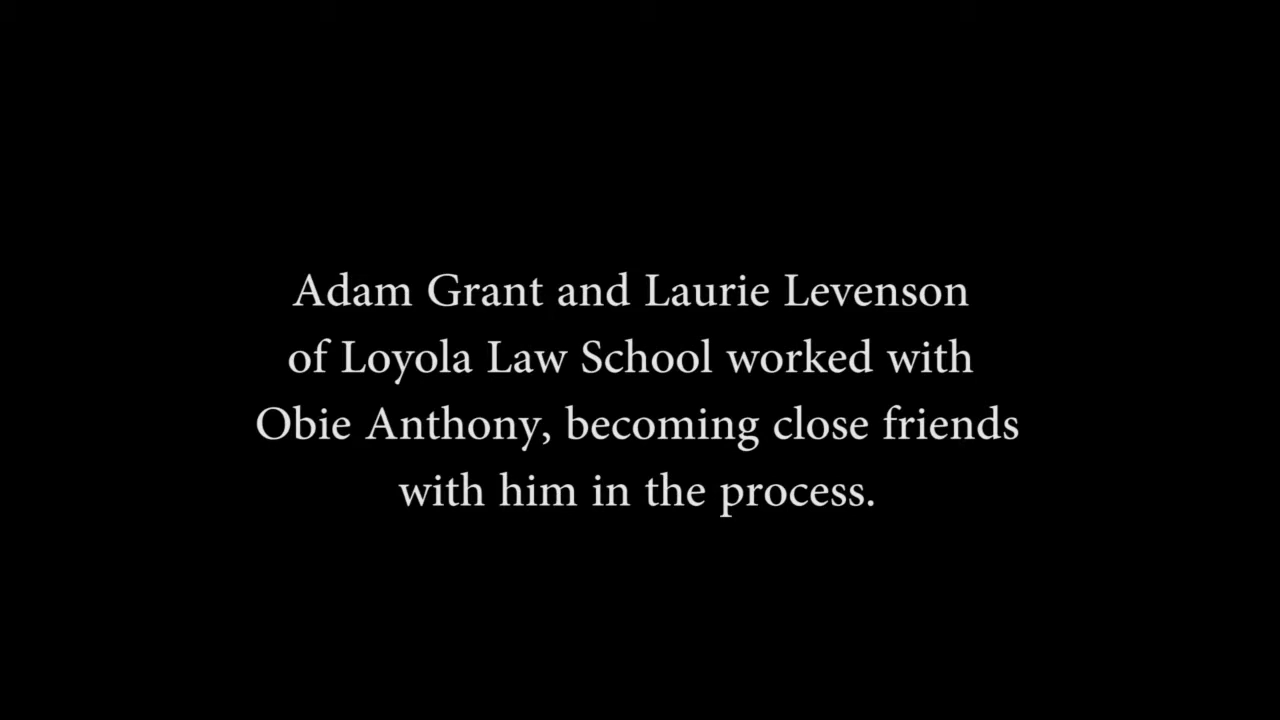 Adam Grant and Laurie Levenson
of Loyola Law School worked with
Obie Anthony, becoming close friends
with him in the process.